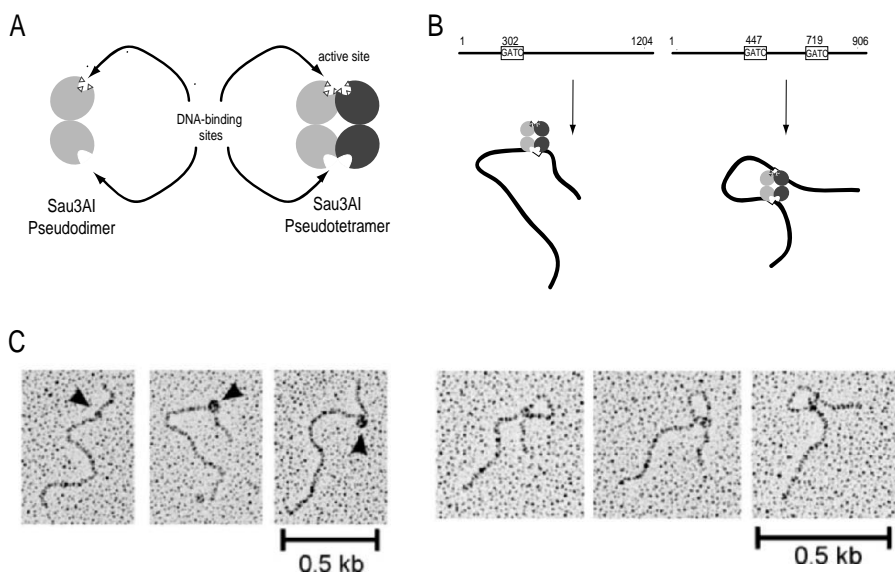 A
active site
DNA-binding
sites
Sau3AI
Pseudodimer
Sau3AI
Pseudotetramer
B
1 302 1204
GATC
1 447 719 906
GATC GATC
C
0.5 kb
0.5 kb